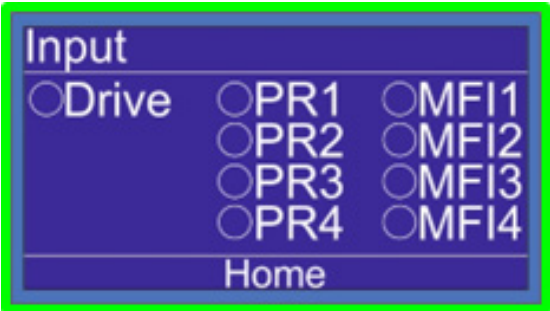 Input
Drive PR1 MFI1
PR2 MFI2
PR3 MFI3
PR4 MFI4
Home